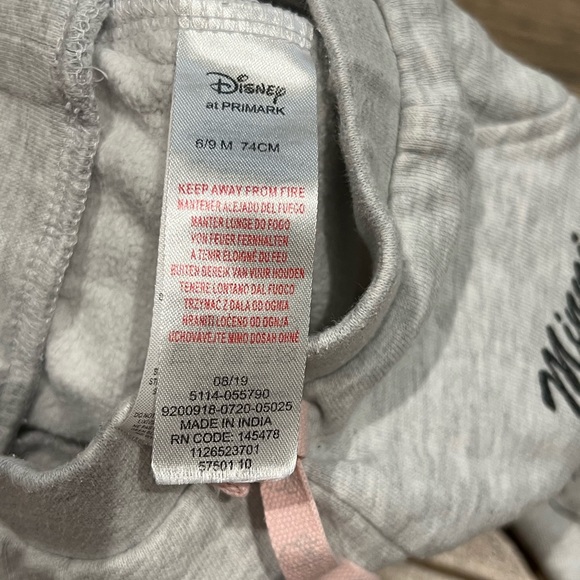 Disney
at PRIMARK
6/9 M 74CM
KEEP AWAY FROM FIRE
MANTENER ALEJADO DEL FUEGO
MANTER LONGE DO FOGO
VON FEUER FERNHALTEN
A TENIR ÉLOIGNÉ DU FEU
BUITEN BEREIK VAN VUUR HOUDEN
TENERE LONTANO DAL FUOCO
TRZYMAĆ Z DALA OD OGNIA
HRANITI LOČENO OD OGNJA
UCHOVÁVEJTE MIMO DOSAH OHNĚ
08/19
5114-055790
9200918-0720-05025
MADE IN INDIA
RN CODE: 145478
1126523701
57501 10